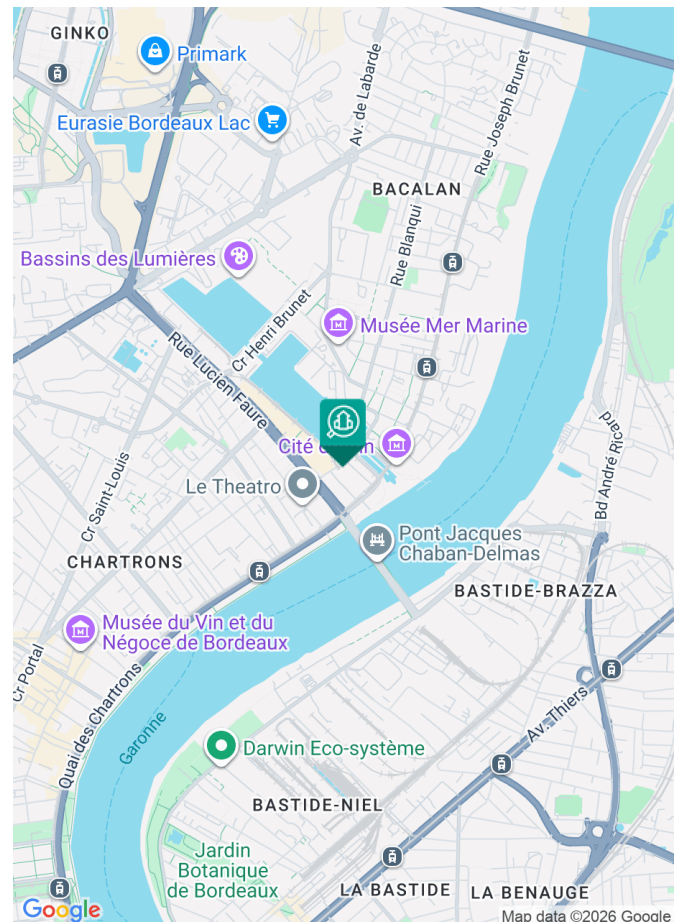 GINKO
Primark
Eurasie Bordeaux Lac
Av. de Labarde
Rue Joseph Brunet
BACALAN
Rue Blanqui
Bassins des Lumières
Cr Henri Brunet
Musée Mer Marine
Rue Lucien Faure
Cité
Le Theatro
Cr Saint-Louis
Bd André Ricard
Pont Jacques
Chaban-Delmas
CHARTRONS
BASTIDE-BRAZZA
Musée du Vin et du
Négoce de Bordeaux
Cr Portal
Quai des Chartrons
Garonne
Av. Thiers
Darwin Eco-système
BASTIDE-NIEL
Jardin
Botanique
de Bordeaux
LA BASTIDE
LA BENAUGE
Google
Map data ©2026 Google